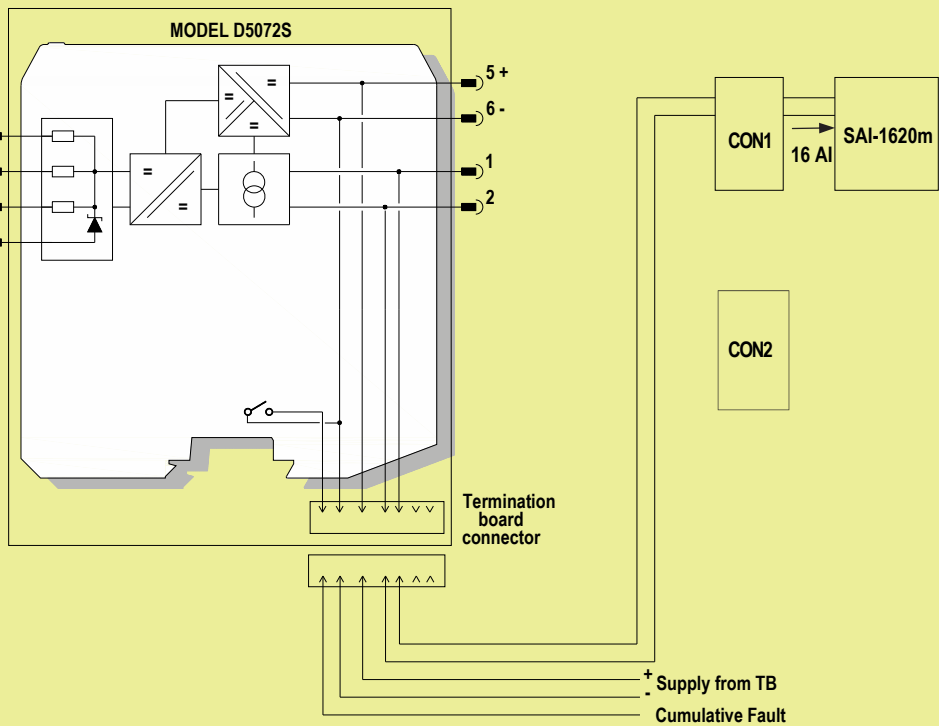 MODEL D5072S
=
=
=
=
=
5 +
6 -
1
2
CON1
16 AI
SAI-1620m
CON2
Termination
board
connector
+
Supply from TB
-
Cumulative Fault